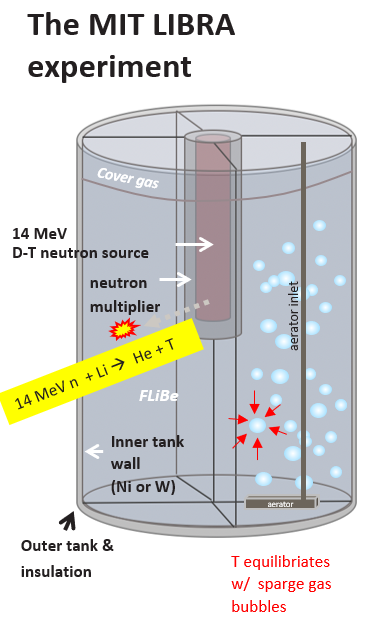 The MIT LIBRA
experiment
Cover gas
14 MeV
D-T neutron source
neutron
multiplier
14 MeV n + Li → He + T
FLiBe
aerator inlet
Inner tank
wall
(Ni or W)
aerator
Outer tank &
insulation
T equilibriates
w/ sparge gas
bubbles